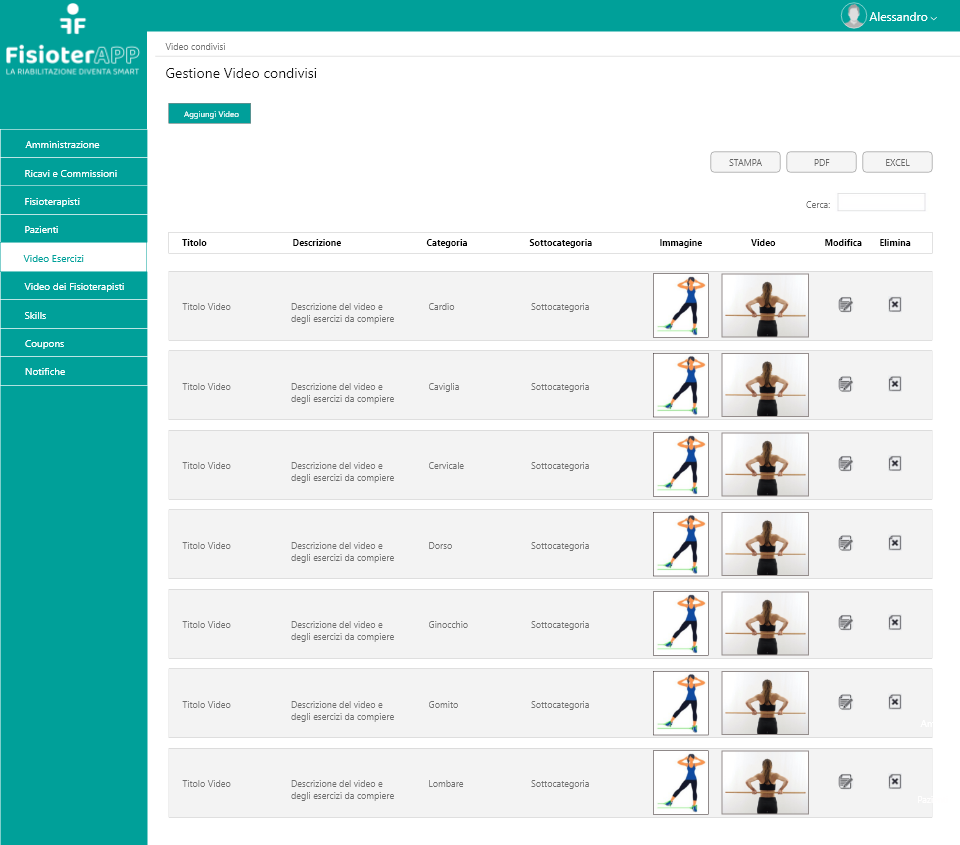 FisioterAPP
LA RIABILITAZIONE DIVENTA SMART
Alessandro
Video condivisi
Gestione Video condivisi
Aggiungi Video
Amministrazione
Ricavi e Commissioni
Fisioterapisti
Pazienti
Video Esercizi
Video dei Fisioterapisti
Skills
Coupons
Notifiche
STAMPA PDF EXCEL
Cerca:
Titolo Descrizione Categoria Sottocategoria Immagine Video Modifica Elimina
Titolo Video Descrizione del video e Cardio Sottocategoria
degli esercizi da compiere
Titolo Video Descrizione del video e Caviglia Sottocategoria
degli esercizi da compiere
Titolo Video Descrizione del video e Cervicale Sottocategoria
degli esercizi da compiere
Titolo Video Descrizione del video e Dorso Sottocategoria
degli esercizi da compiere
Titolo Video Descrizione del video e Ginocchio Sottocategoria
degli esercizi da compiere
Titolo Video Descrizione del video e Gomito Sottocategoria
degli esercizi da compiere
Titolo Video Descrizione del video e Lombare Sottocategoria
degli esercizi da compiere